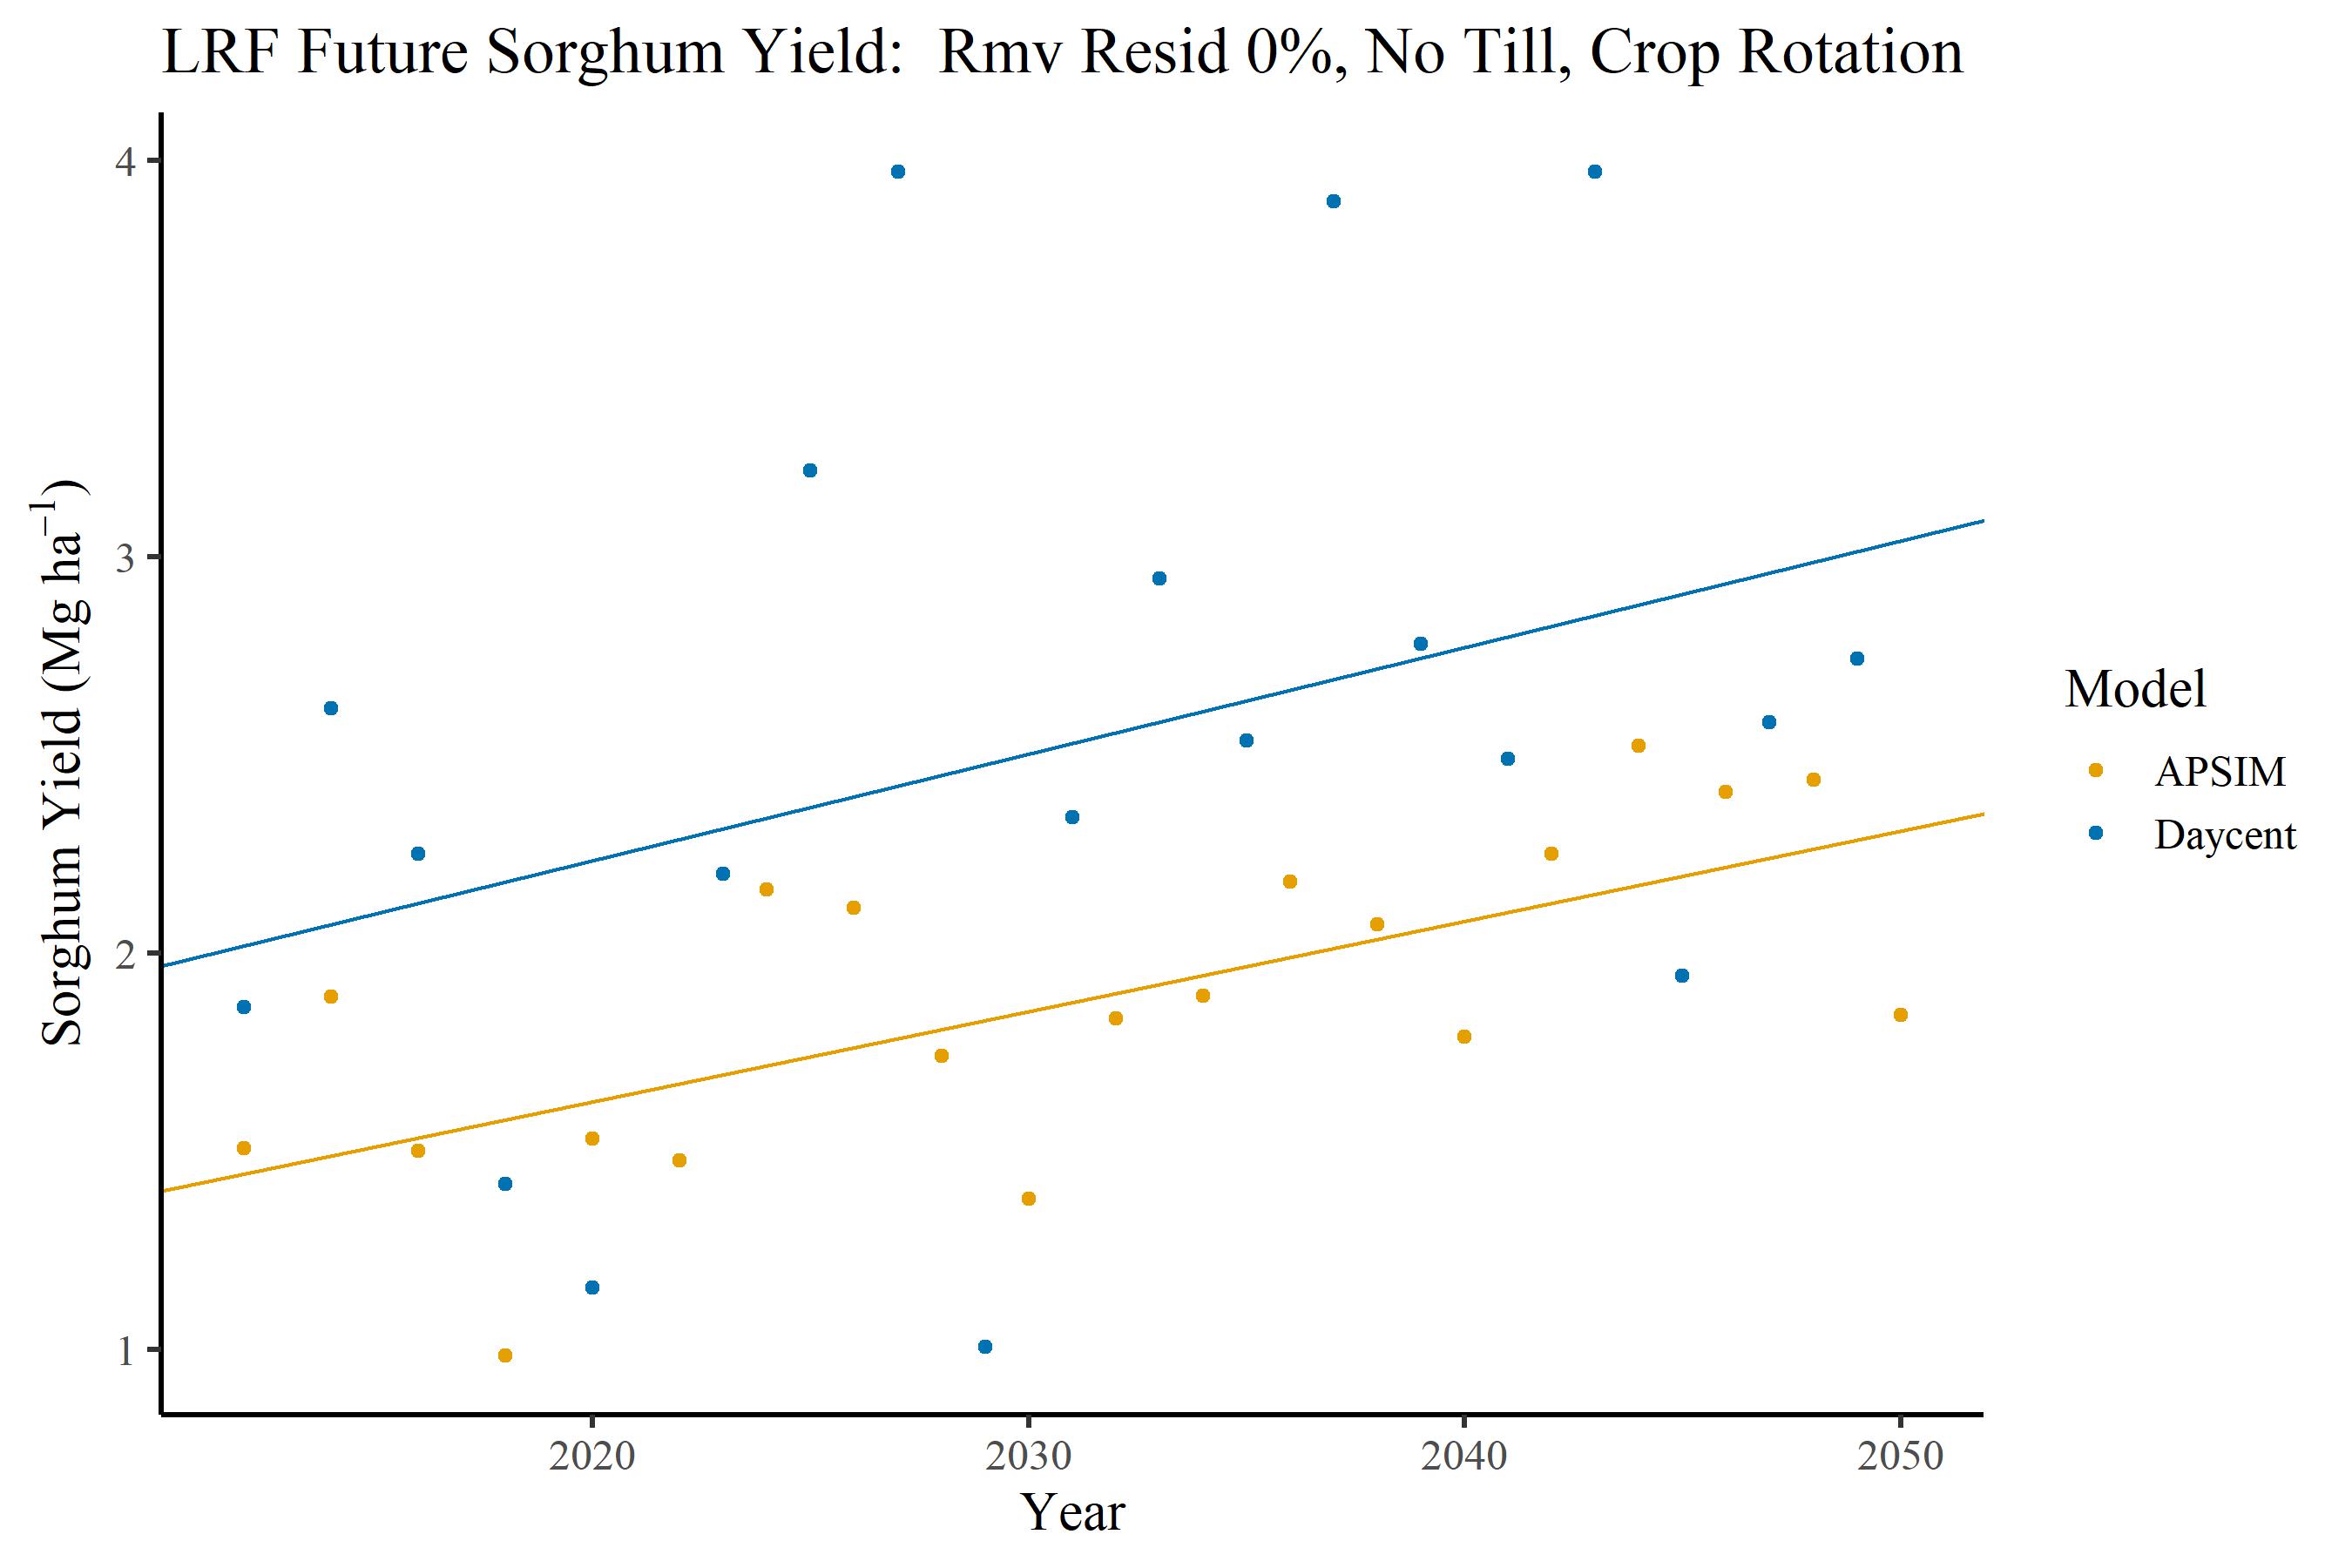 LRF Future Sorghum Yield:  Rmv Resid 0%, No Till, Crop Rotation
Sorghum Yield (Mg ha⁻¹)
4
3
2
1
2020
2030
2040
2050
Year
Model
APSIM
Daycent